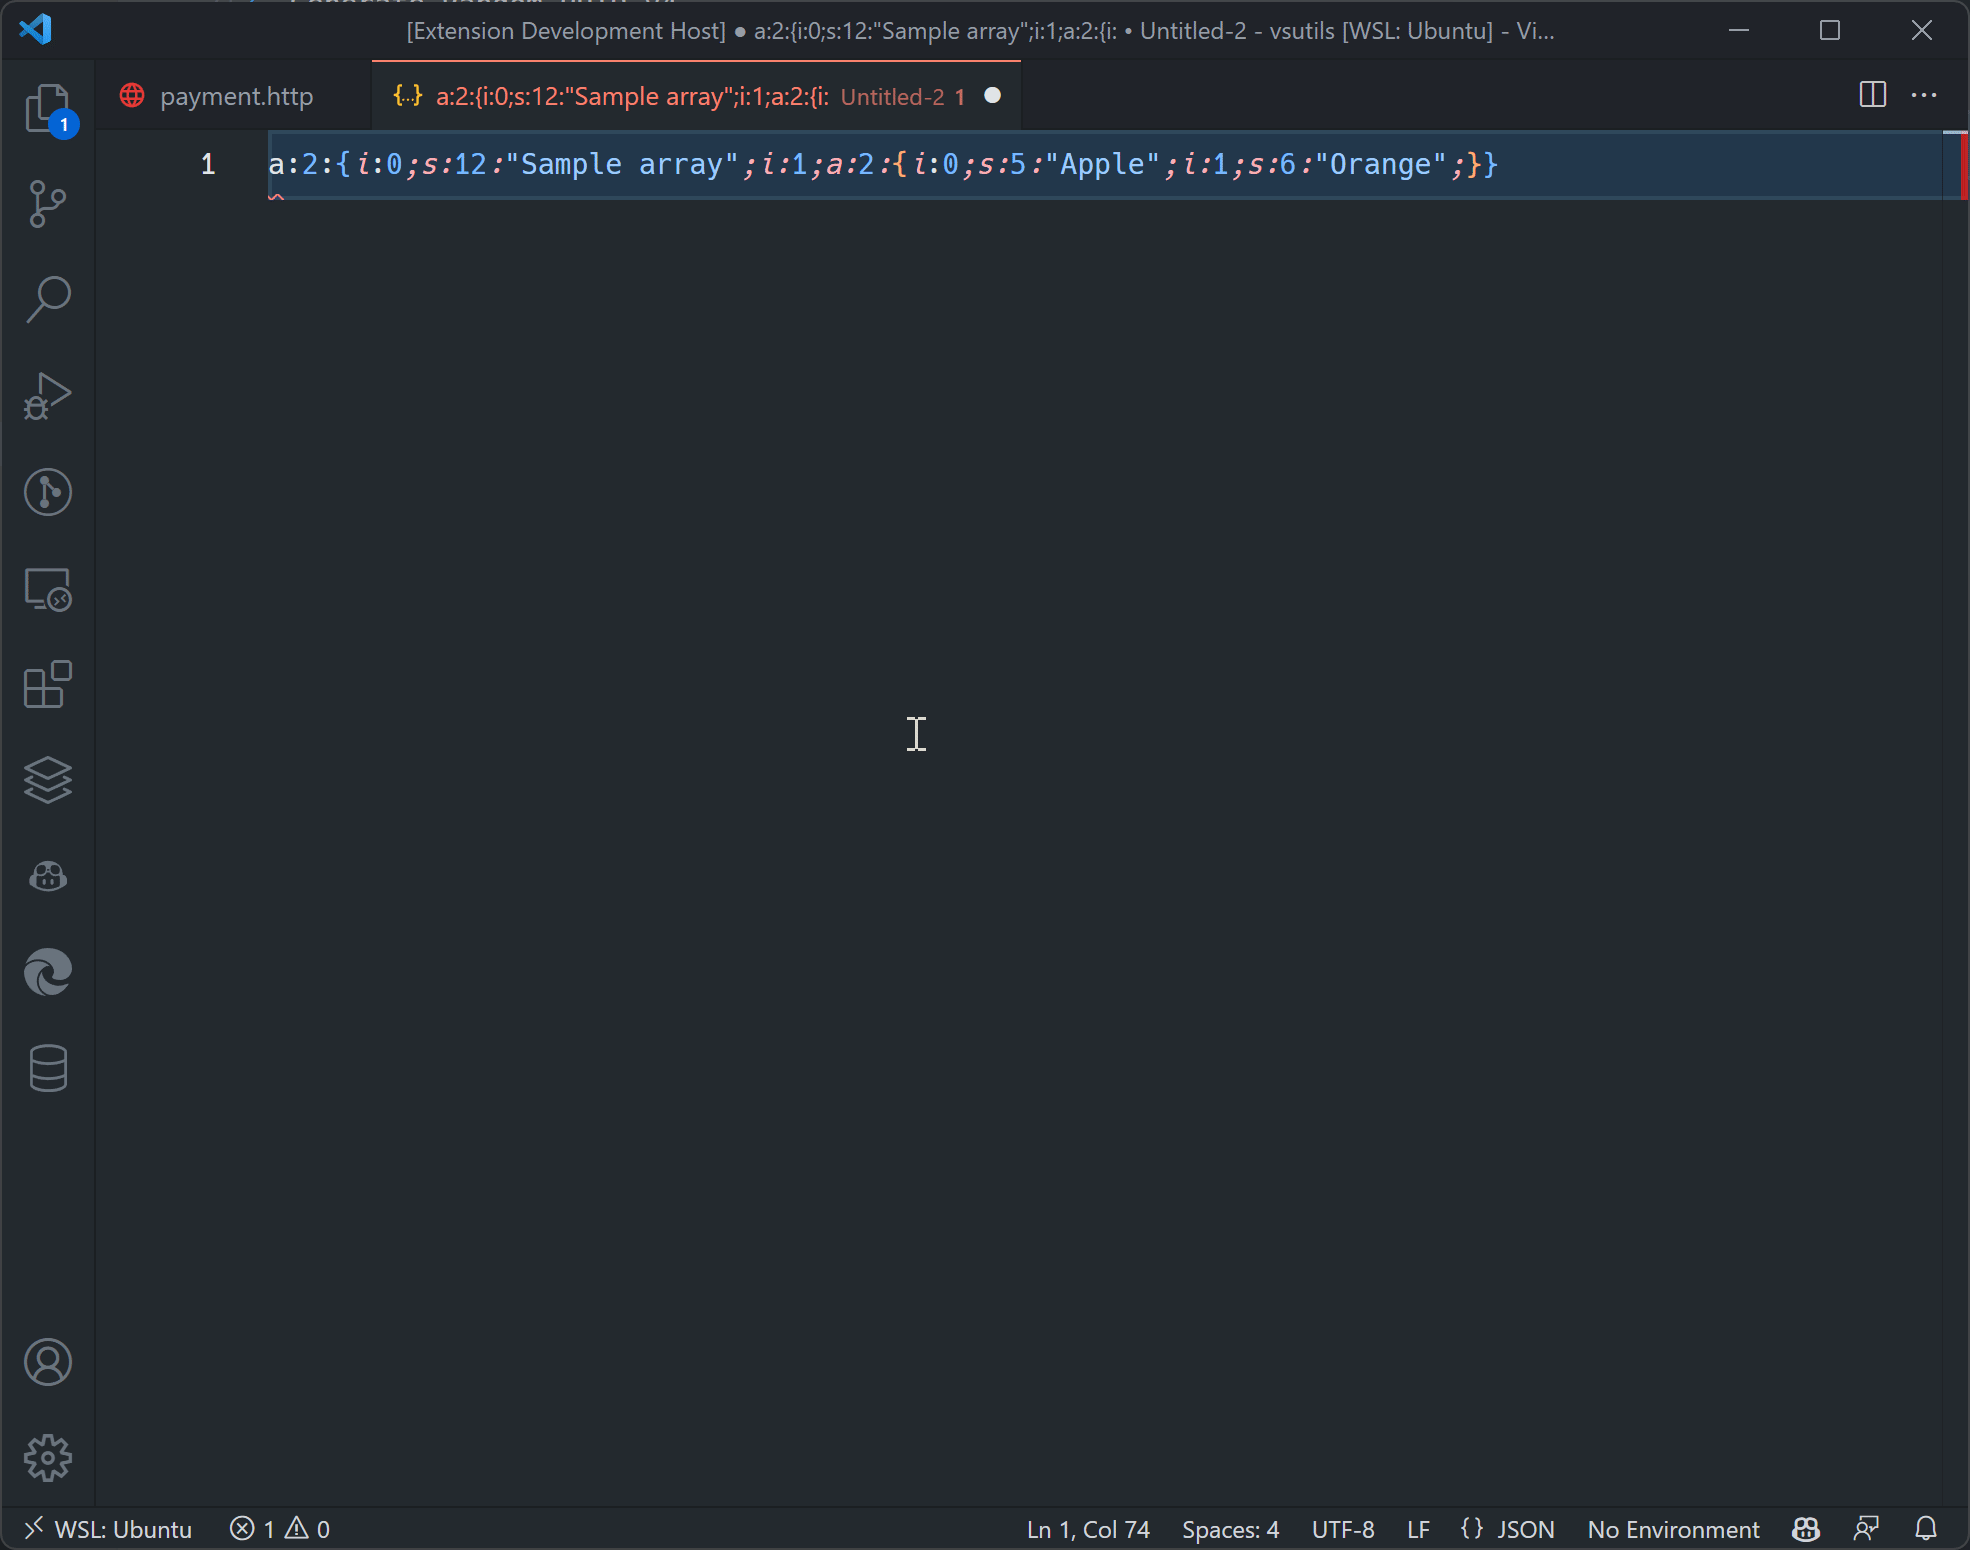 [Extension Development Host] ● a:2:{i:0;s:12:"Sample array";i:1;a:2:{i: • Untitled-2 - vsutils [WSL: Ubuntu] - Vi...
payment.http
{...} a:2:{i:0;s:12:"Sample array";i:1;a:2:{i: Untitled-2 1 ●
1
1 a:2:{i:0;s:12:"Sample array";i:1;a:2:{i:0;s:5:"Apple";i:1;s:6:"Orange";}}
WSL: Ubuntu 1 0 Ln 1, Col 74 Spaces: 4 UTF-8 LF {} JSON No Environment